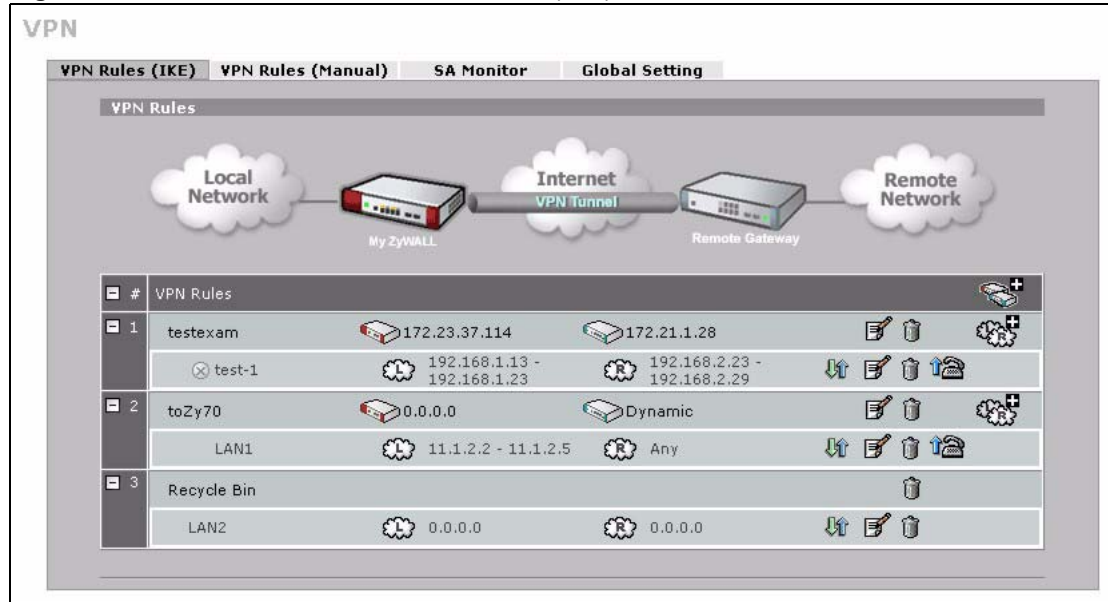 VPN
VPN Rules (IKE) VPN Rules (Manual) SA Monitor Global Setting
VPN Rules
Local Network
Internet
VPN Tunnel
Remote Network
My ZyWALL
Remote Gateway
# VPN Rules
1 testexam 172.23.37.114 172.21.1.28
test-1 L 192.168.1.13 - 192.168.1.23 R 192.168.2.23 - 192.168.2.29
R
2 toZy70 0.0.0.0 Dynamic
R
LAN1 L 11.1.2.2 - 11.1.2.5 R Any
3 Recycle Bin
LAN2 L 0.0.0.0 R 0.0.0.0